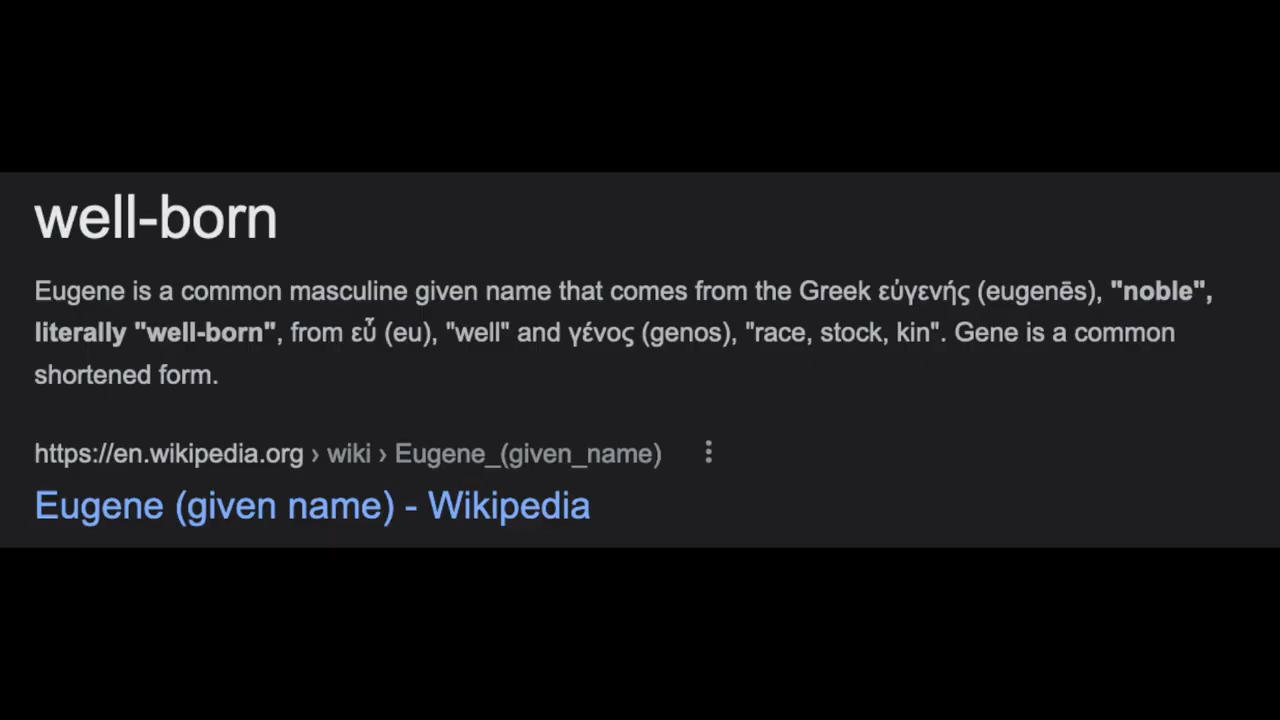 well-born
Eugene is a common masculine given name that comes from the Greek εὐγενής (eugenēs), "noble",
literally "well-born", from εὖ (eu), "well" and γένος (genos), "race, stock, kin". Gene is a common
shortened form.
https://en.wikipedia.org › wiki › Eugene_(given_name)
Eugene (given name) - Wikipedia